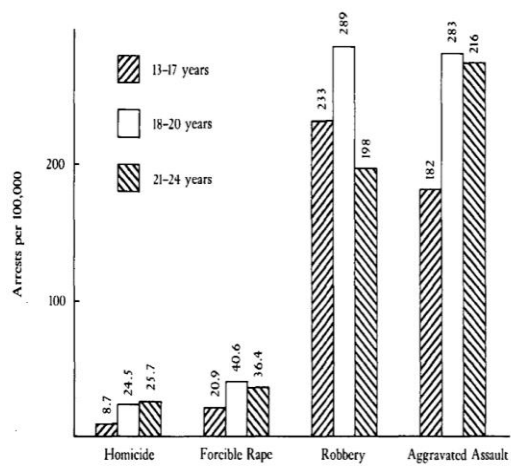 289
283
216
13-17 years
233
18-20 years
198
182
200
21-24 years
Arrests per 100,000
100
40.6
36.4
24.5
25.7
20.9
8.7
Homicide Forcible Rape Robbery Aggravated Assault